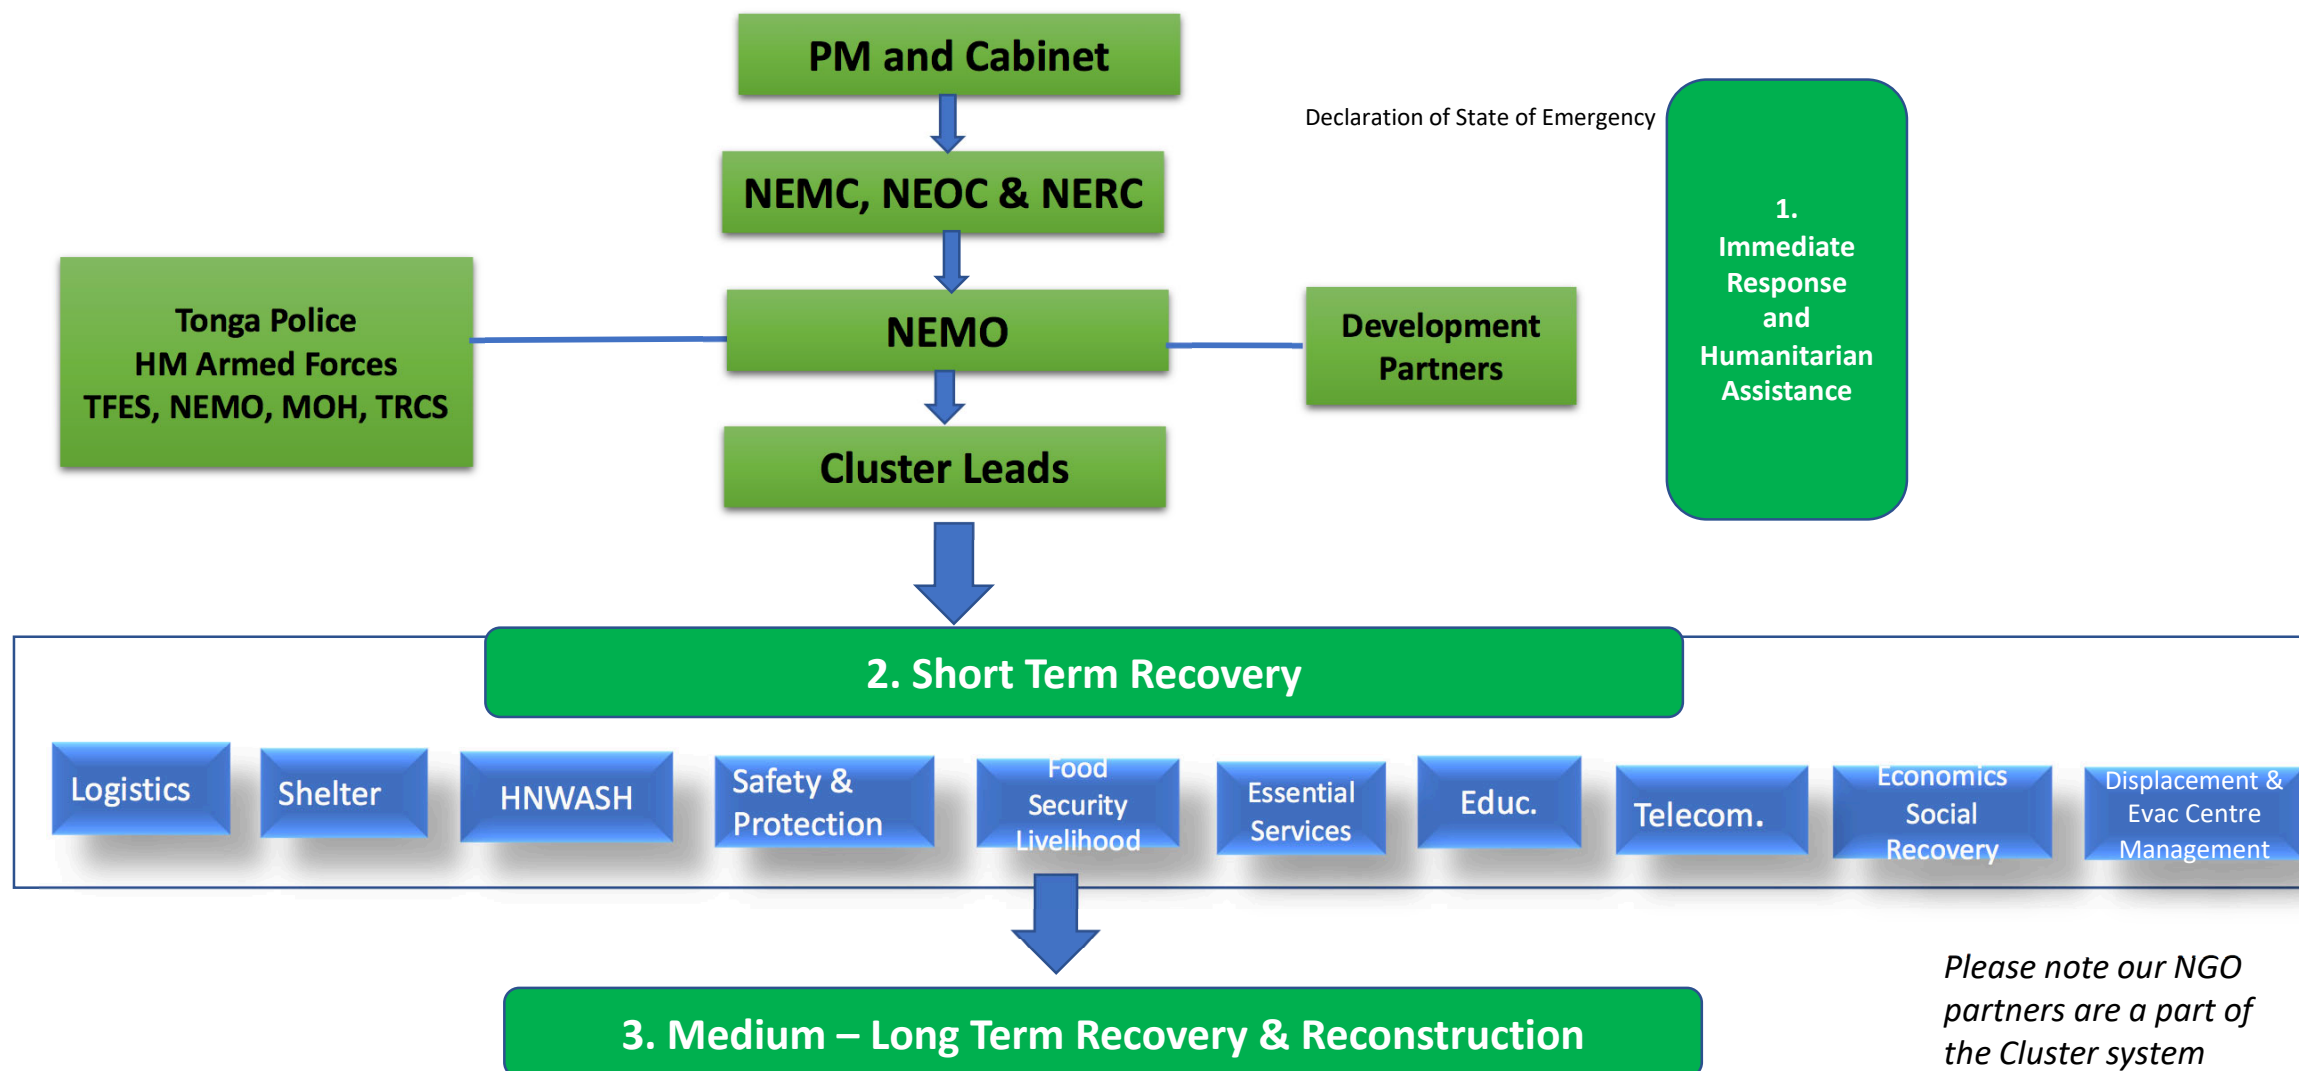 PM and Cabinet
Declaration of State of Emergency
NEMC, NEOC & NERC
1.
Immediate
Response
and
Humanitarian
Assistance
Tonga Police
HM Armed Forces
TFES, NEMO, MOH, TRCS
NEMO
Development
Partners
Cluster Leads
2. Short Term Recovery
Logistics
Shelter
HNWASH
Safety &
Protection
Food
Security
Livelihood
Essential
Services
Educ.
Telecom.
Economics
Social
Recovery
Displacement &
Evac Centre
Management
3. Medium – Long Term Recovery & Reconstruction
Please note our NGO
partners are a part of
the Cluster system